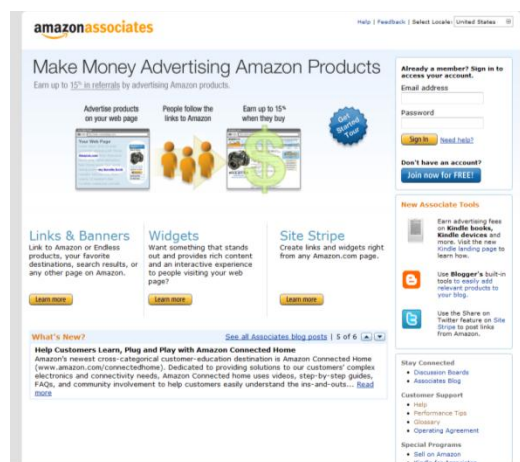 amazonassociates
Help | Feedback | Select Locale: United States
Make Money Advertising Amazon Products
Earn up to 15% in referrals by advertising Amazon products.
Advertise products
on your web page
People follow the
links to Amazon
Earn up to 15%
when they buy
Your Web Page
Get
Started
Tour
Already a member? Sign in to
access your account.
Email address
Password
Sign In Need help?
Don't have an account?
Join now for FREE!
Links & Banners
Link to Amazon or Endless
products, your favorite
destinations, search results, or
any other page on Amazon.
Learn more
Widgets
Want something that stands
out and provides rich content
and an interactive experience
to people visiting your web
page?
Learn more
Site Stripe
Create links and widgets right
from any Amazon.com page.
Learn more
New Associate Tools
Earn advertising fees
on Kindle books,
Kindle devices and
more. Visit the new
Kindle landing page to
learn how.
Use Blogger's built-in
tools to easily add
relevant products to
your blog.
Use the Share on
Twitter feature on Site
Stripe to post links
from Amazon.
What's New?
See all Associates blog posts | 5 of 6
Help Customers Learn, Plug and Play with Amazon Connected Home
Amazon's newest cross-categorical customer-education destination is Amazon Connected Home
(www.amazon.com/connectedhome). Dedicated to providing solutions to our customers' complex
electronics and connectivity needs, Amazon Connected home uses videos, step-by-step guides,
FAQs, and community involvement to help customers easily understand the ins-and-outs... Read
more
Stay Connected
Discussion Boards
Associates Blog
Customer Support
Help
Performance Tips
Glossary
Operating Agreement
Special Programs
Sell on Amazon